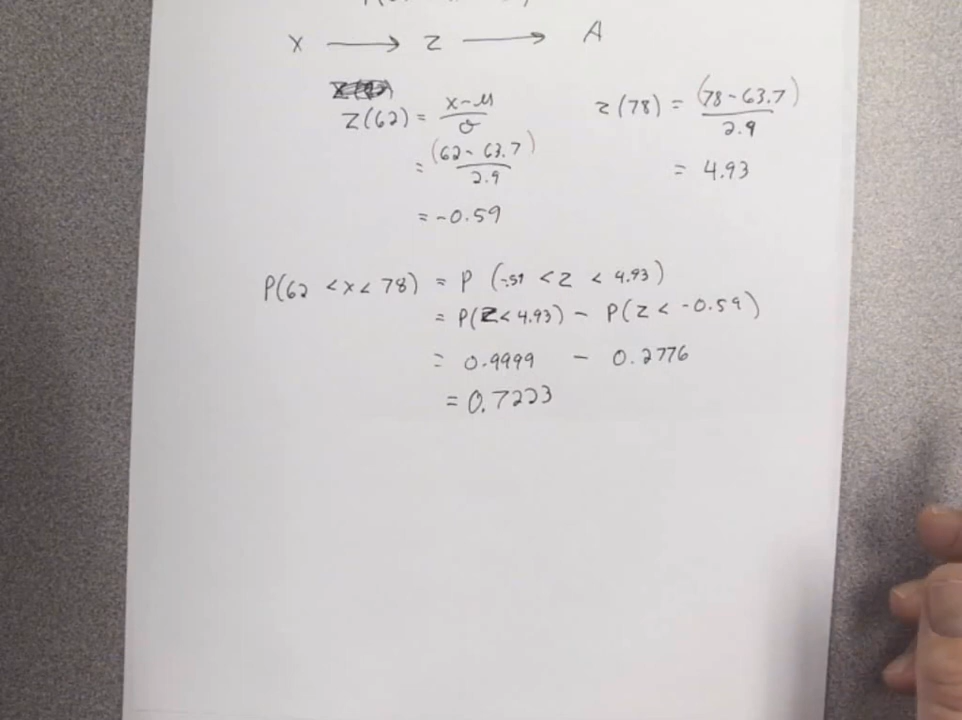 X → Z → A
Z(62) = x-μ/σ
z(78) = (78-63.7)/2.9
= (62-63.7)/2.9
= 4.93
= -0.59
P(62 <x< 78) = P (-.59 <Z < 4.93)
= P(Z< 4.93) - P(Z < -0.59)
= 0.9999 - 0.2776
= 0.7223